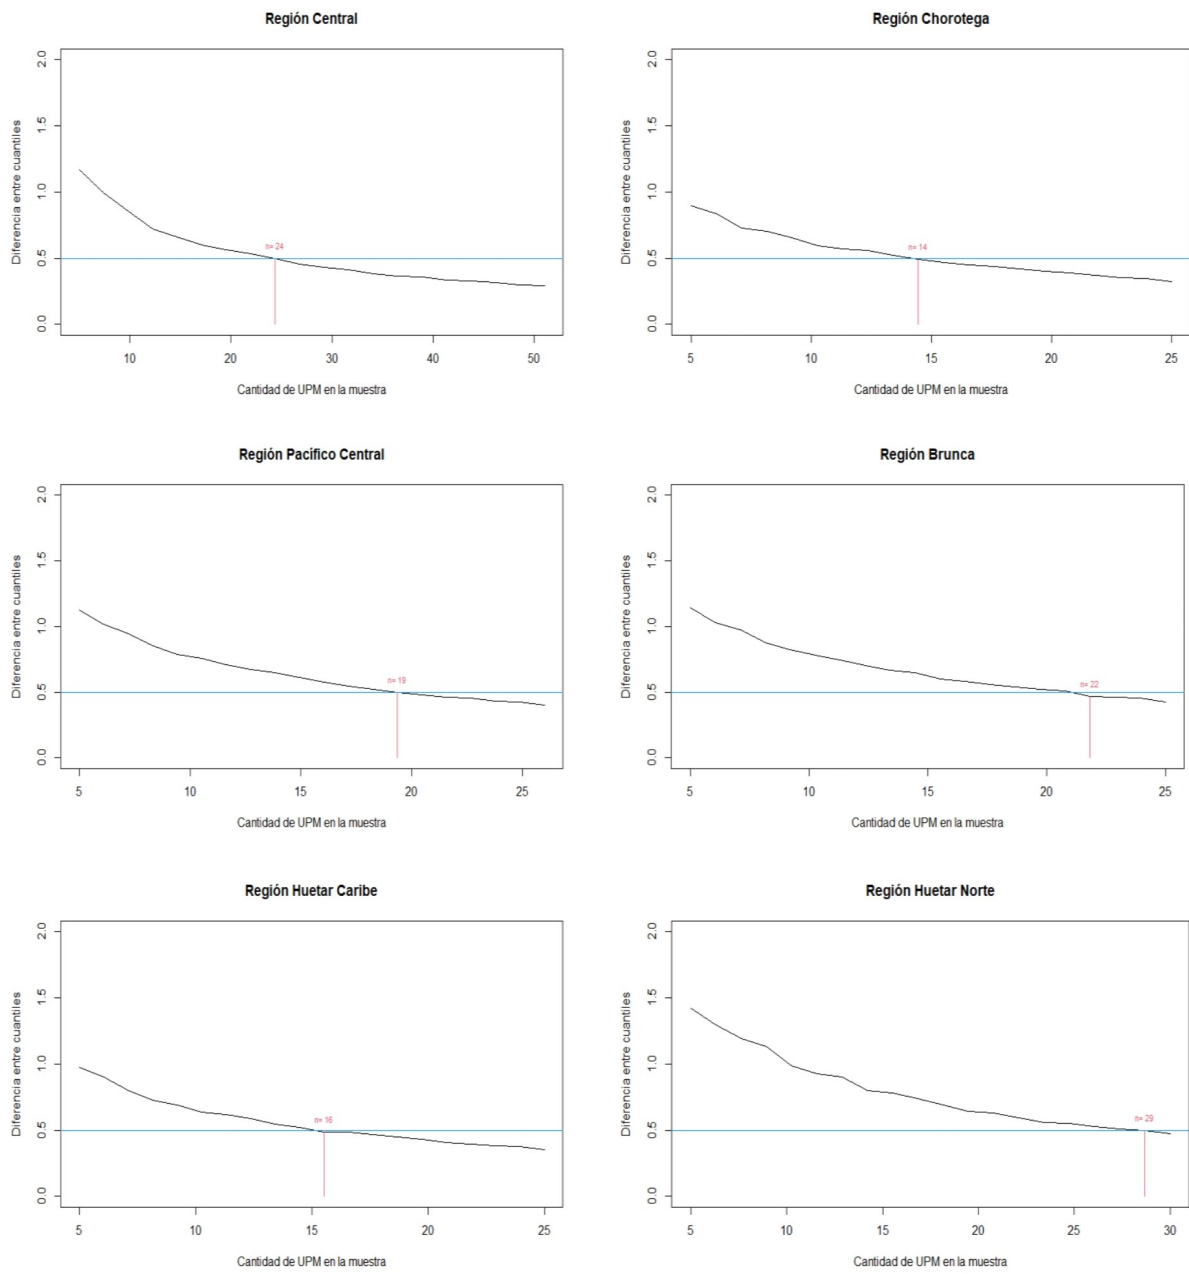 Región Central
2.0
1.5
1.0
0.5
0.0
Diferencia entre cuantiles
n= 24
10 20 30 40 50
Cantidad de UPM en la muestra
Región Chorotega
2.0
1.5
1.0
0.5
0.0
Diferencia entre cuantiles
n= 14
5 10 15 20 25
Cantidad de UPM en la muestra
Región Pacífico Central
2.0
1.5
1.0
0.5
0.0
Diferencia entre cuantiles
n= 19
5 10 15 20 25
Cantidad de UPM en la muestra
Región Brunca
2.0
1.5
1.0
0.5
0.0
Diferencia entre cuantiles
n= 22
5 10 15 20 25
Cantidad de UPM en la muestra
Región Huetar Caribe
2.0
1.5
1.0
0.5
0.0
Diferencia entre cuantiles
n= 16
5 10 15 20 25
Cantidad de UPM en la muestra
Región Huetar Norte
2.0
1.5
1.0
0.5
0.0
Diferencia entre cuantiles
n= 29
5 10 15 20 25 30
Cantidad de UPM en la muestra